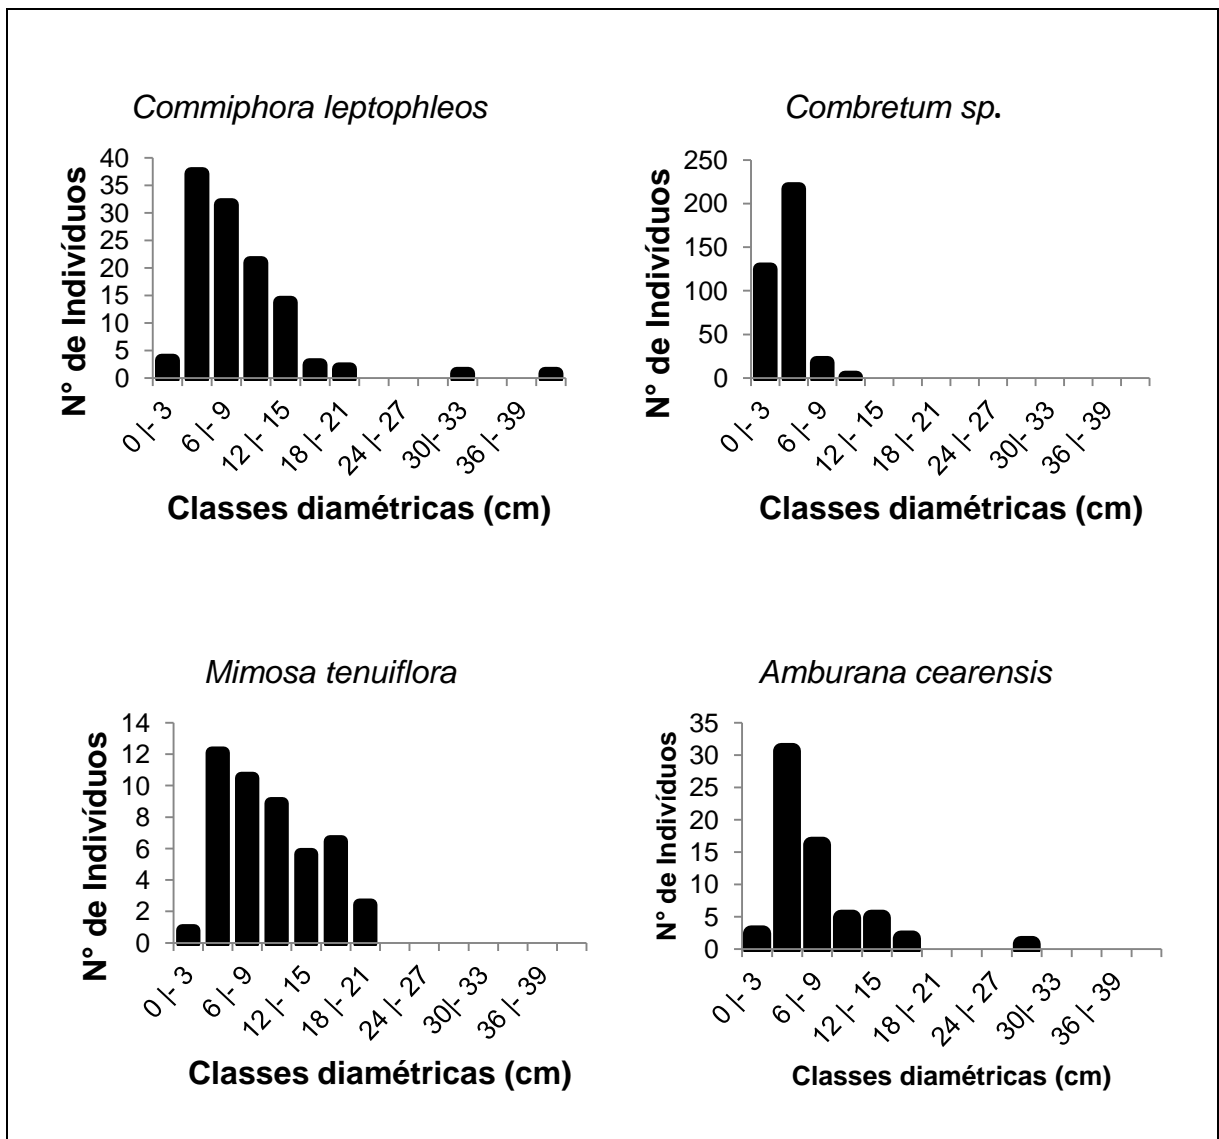 Commiphora leptophleos
N° de Indivíduos
40
35
30
25
20
15
10
5
0
0 |- 3
6 |- 9
12 |- 15
18 |- 21
24 |- 27
30|- 33
36 |- 39
Classes diamétricas (cm)
Combretum sp.
N° de Indivíduos
250
200
150
100
50
0
0 |- 3
6 |- 9
12 |- 15
18 |- 21
24 |- 27
30|- 33
36 |- 39
Classes diamétricas (cm)
Mimosa tenuiflora
N° de Indivíduos
14
12
10
8
6
4
2
0
0 |- 3
6 |- 9
12 |- 15
18 |- 21
24 |- 27
30|- 33
36 |- 39
Classes diamétricas (cm)
Amburana cearensis
N° de Indivíduos
35
30
25
20
15
10
5
0
0 |- 3
6 |- 9
12 |- 15
18 |- 21
24 |- 27
30|- 33
36 |- 39
Classes diamétricas (cm)